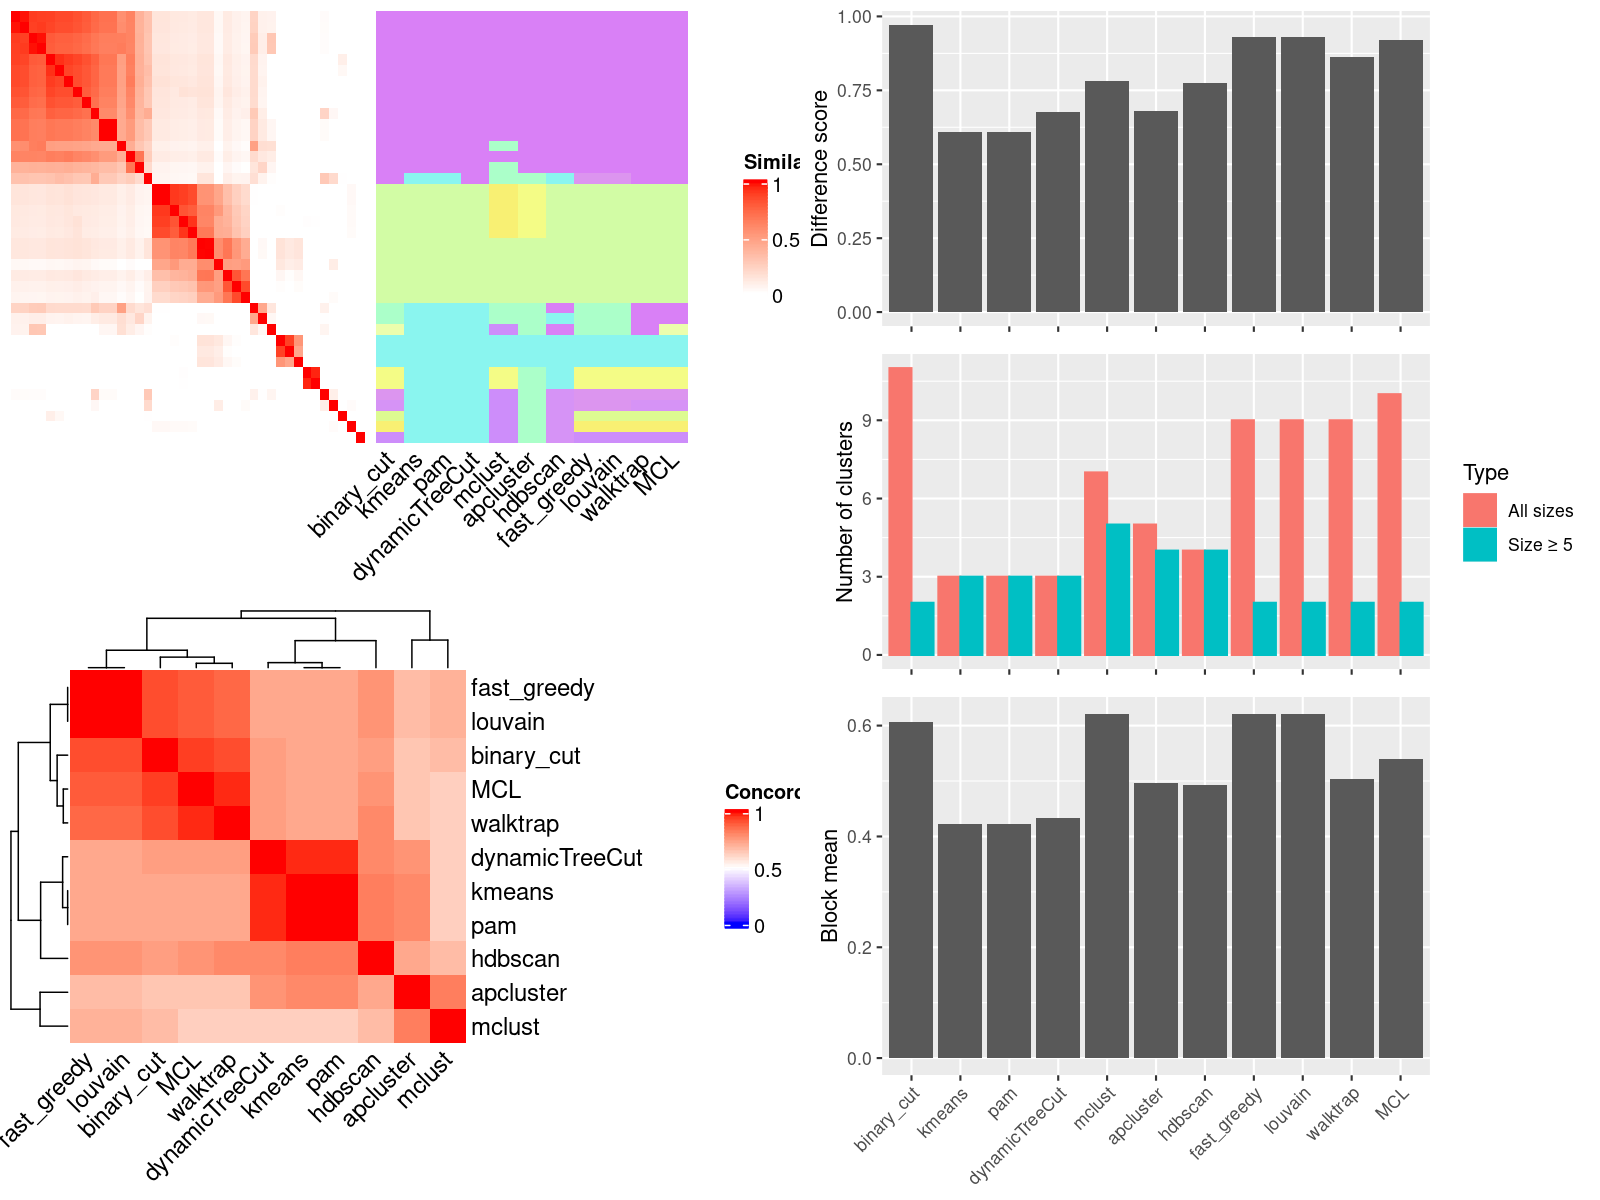 Simila
1
0.5
0
binary_cut
kmeans
pam
dynamicTreeCut
mclust
apcluster
hdbscan
fast_greedy
louvain
walktrap
MCL
fast_greedy
louvain
binary_cut
MCL
walktrap
dynamicTreeCut
kmeans
pam
hdbscan
apcluster
mclust
Concord
1
0.5
0
fast_greedy
louvain
binary_cut
MCL
walktrap
dynamicTreeCut
kmeans
pam
hdbscan
apcluster
mclust
Difference score
1.00
0.75
0.50
0.25
0.00
Number of clusters
9
6
3
0
Type
All sizes
Size ≥ 5
Block mean
0.6
0.4
0.2
0.0
binary_cut
kmeans
pam
dynamicTreeCut
mclust
apcluster
hdbscan
fast_greedy
louvain
walktrap
MCL